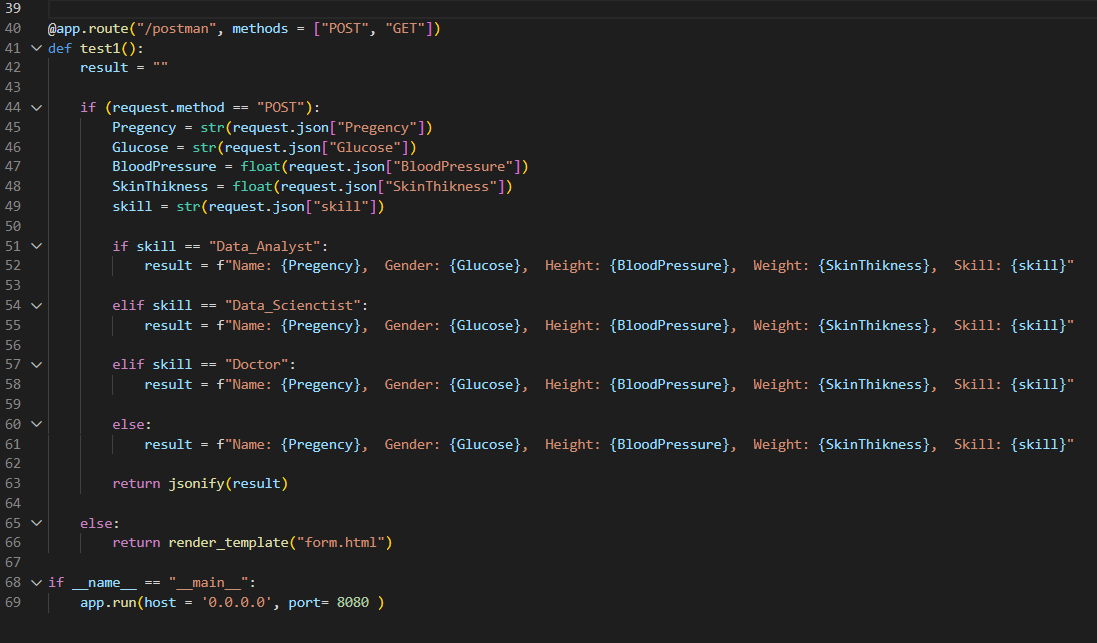 39
40 @app.route("/postman", methods = ["POST", "GET"])
41 def test1():
42     result = ""
43
44     if (request.method == "POST"):
45         Pregency = str(request.json["Pregency"])
46         Glucose = str(request.json["Glucose"])
47         BloodPressure = float(request.json["BloodPressure"])
48         SkinThikness = float(request.json["SkinThikness"])
49         skill = str(request.json["skill"])
50
51         if skill == "Data_Analyst":
52             result = f"Name: {Pregency},  Gender: {Glucose},  Height: {BloodPressure},  Weight: {SkinThikness},  Skill: {skill}"
53
54         elif skill == "Data_Scienctist":
55             result = f"Name: {Pregency},  Gender: {Glucose},  Height: {BloodPressure},  Weight: {SkinThikness},  Skill: {skill}"
56
57         elif skill == "Doctor":
58             result = f"Name: {Pregency},  Gender: {Glucose},  Height: {BloodPressure},  Weight: {SkinThikness},  Skill: {skill}"
59
60         else:
61             result = f"Name: {Pregency},  Gender: {Glucose},  Height: {BloodPressure},  Weight: {SkinThikness},  Skill: {skill}"
62
63         return jsonify(result)
64
65     else:
66         return render_template("form.html")
67
68 if __name__ == "__main__":
69     app.run(host = '0.0.0.0', port= 8080 )